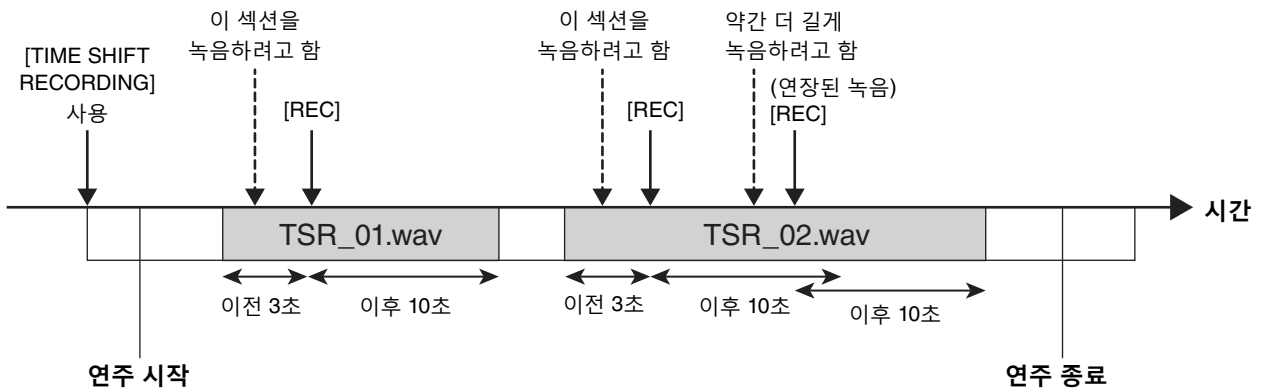 [TIME SHIFT
RECORDING]
사용
이 섹션을
녹음하려고 함
[REC]
이 섹션을
녹음하려고 함
[REC]
약간 더 길게
녹음하려고 함
(연장된 녹음)
[REC]
시간
TSR_01.wav
TSR_02.wav
이전 3초
이후 10초
이전 3초
이후 10초
이후 10초
연주 시작
연주 종료